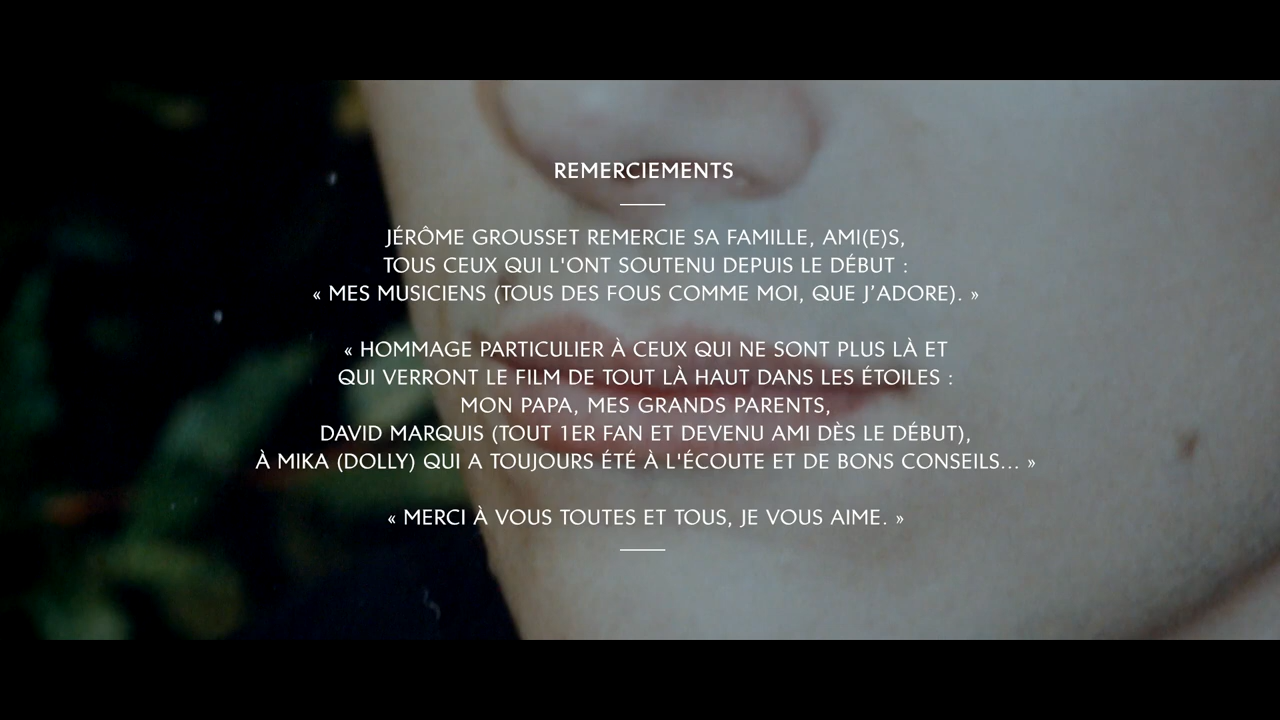 REMERCIEMENTS
JÉRÔME GROUSSET REMERCIE SA FAMILLE, AMI(E)S,
TOUS CEUX QUI L'ONT SOUTENU DEPUIS LE DÉBUT :
« MES MUSICIENS (TOUS DES FOUS COMME MOI, QUE J’ADORE). »
« HOMMAGE PARTICULIER À CEUX QUI NE SONT PLUS LÀ ET
QUI VERRONT LE FILM DE TOUT LÀ HAUT DANS LES ÉTOILES :
MON PAPA, MES GRANDS PARENTS,
DAVID MARQUIS (TOUT 1ER FAN ET DEVENU AMI DÈS LE DÉBUT),
À MIKA (DOLLY) QUI A TOUJOURS ÉTÉ À L'ÉCOUTE ET DE BONS CONSEILS... »
« MERCI À VOUS TOUTES ET TOUS, JE VOUS AIME. »